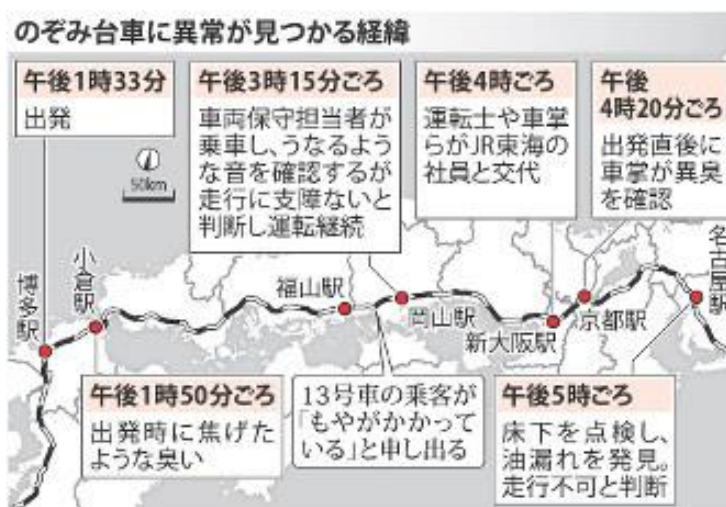 のぞみ台車に異常が見つかる経緯
午後1時33分
出発
午後3時15分ごろ
車両保守担当者が
乗車し、うなるよう
な音を確認するが
走行に支障ないと
判断し運転継続
午後4時ごろ
運転士や車掌
らがJR東海の
社員と交代
午後
4時20分ごろ
出発直後に
車掌が異臭
を確認
50km
博多駅
小倉駅
福山駅
岡山駅
新大阪駅
京都駅
名古屋駅
午後1時50分ごろ
出発時に焦げた
ような臭い
13号車の乗客が
「もやがかかって
いる」と申し出る
午後5時ごろ
床下を点検し、
油漏れを発見。
走行不可と判断